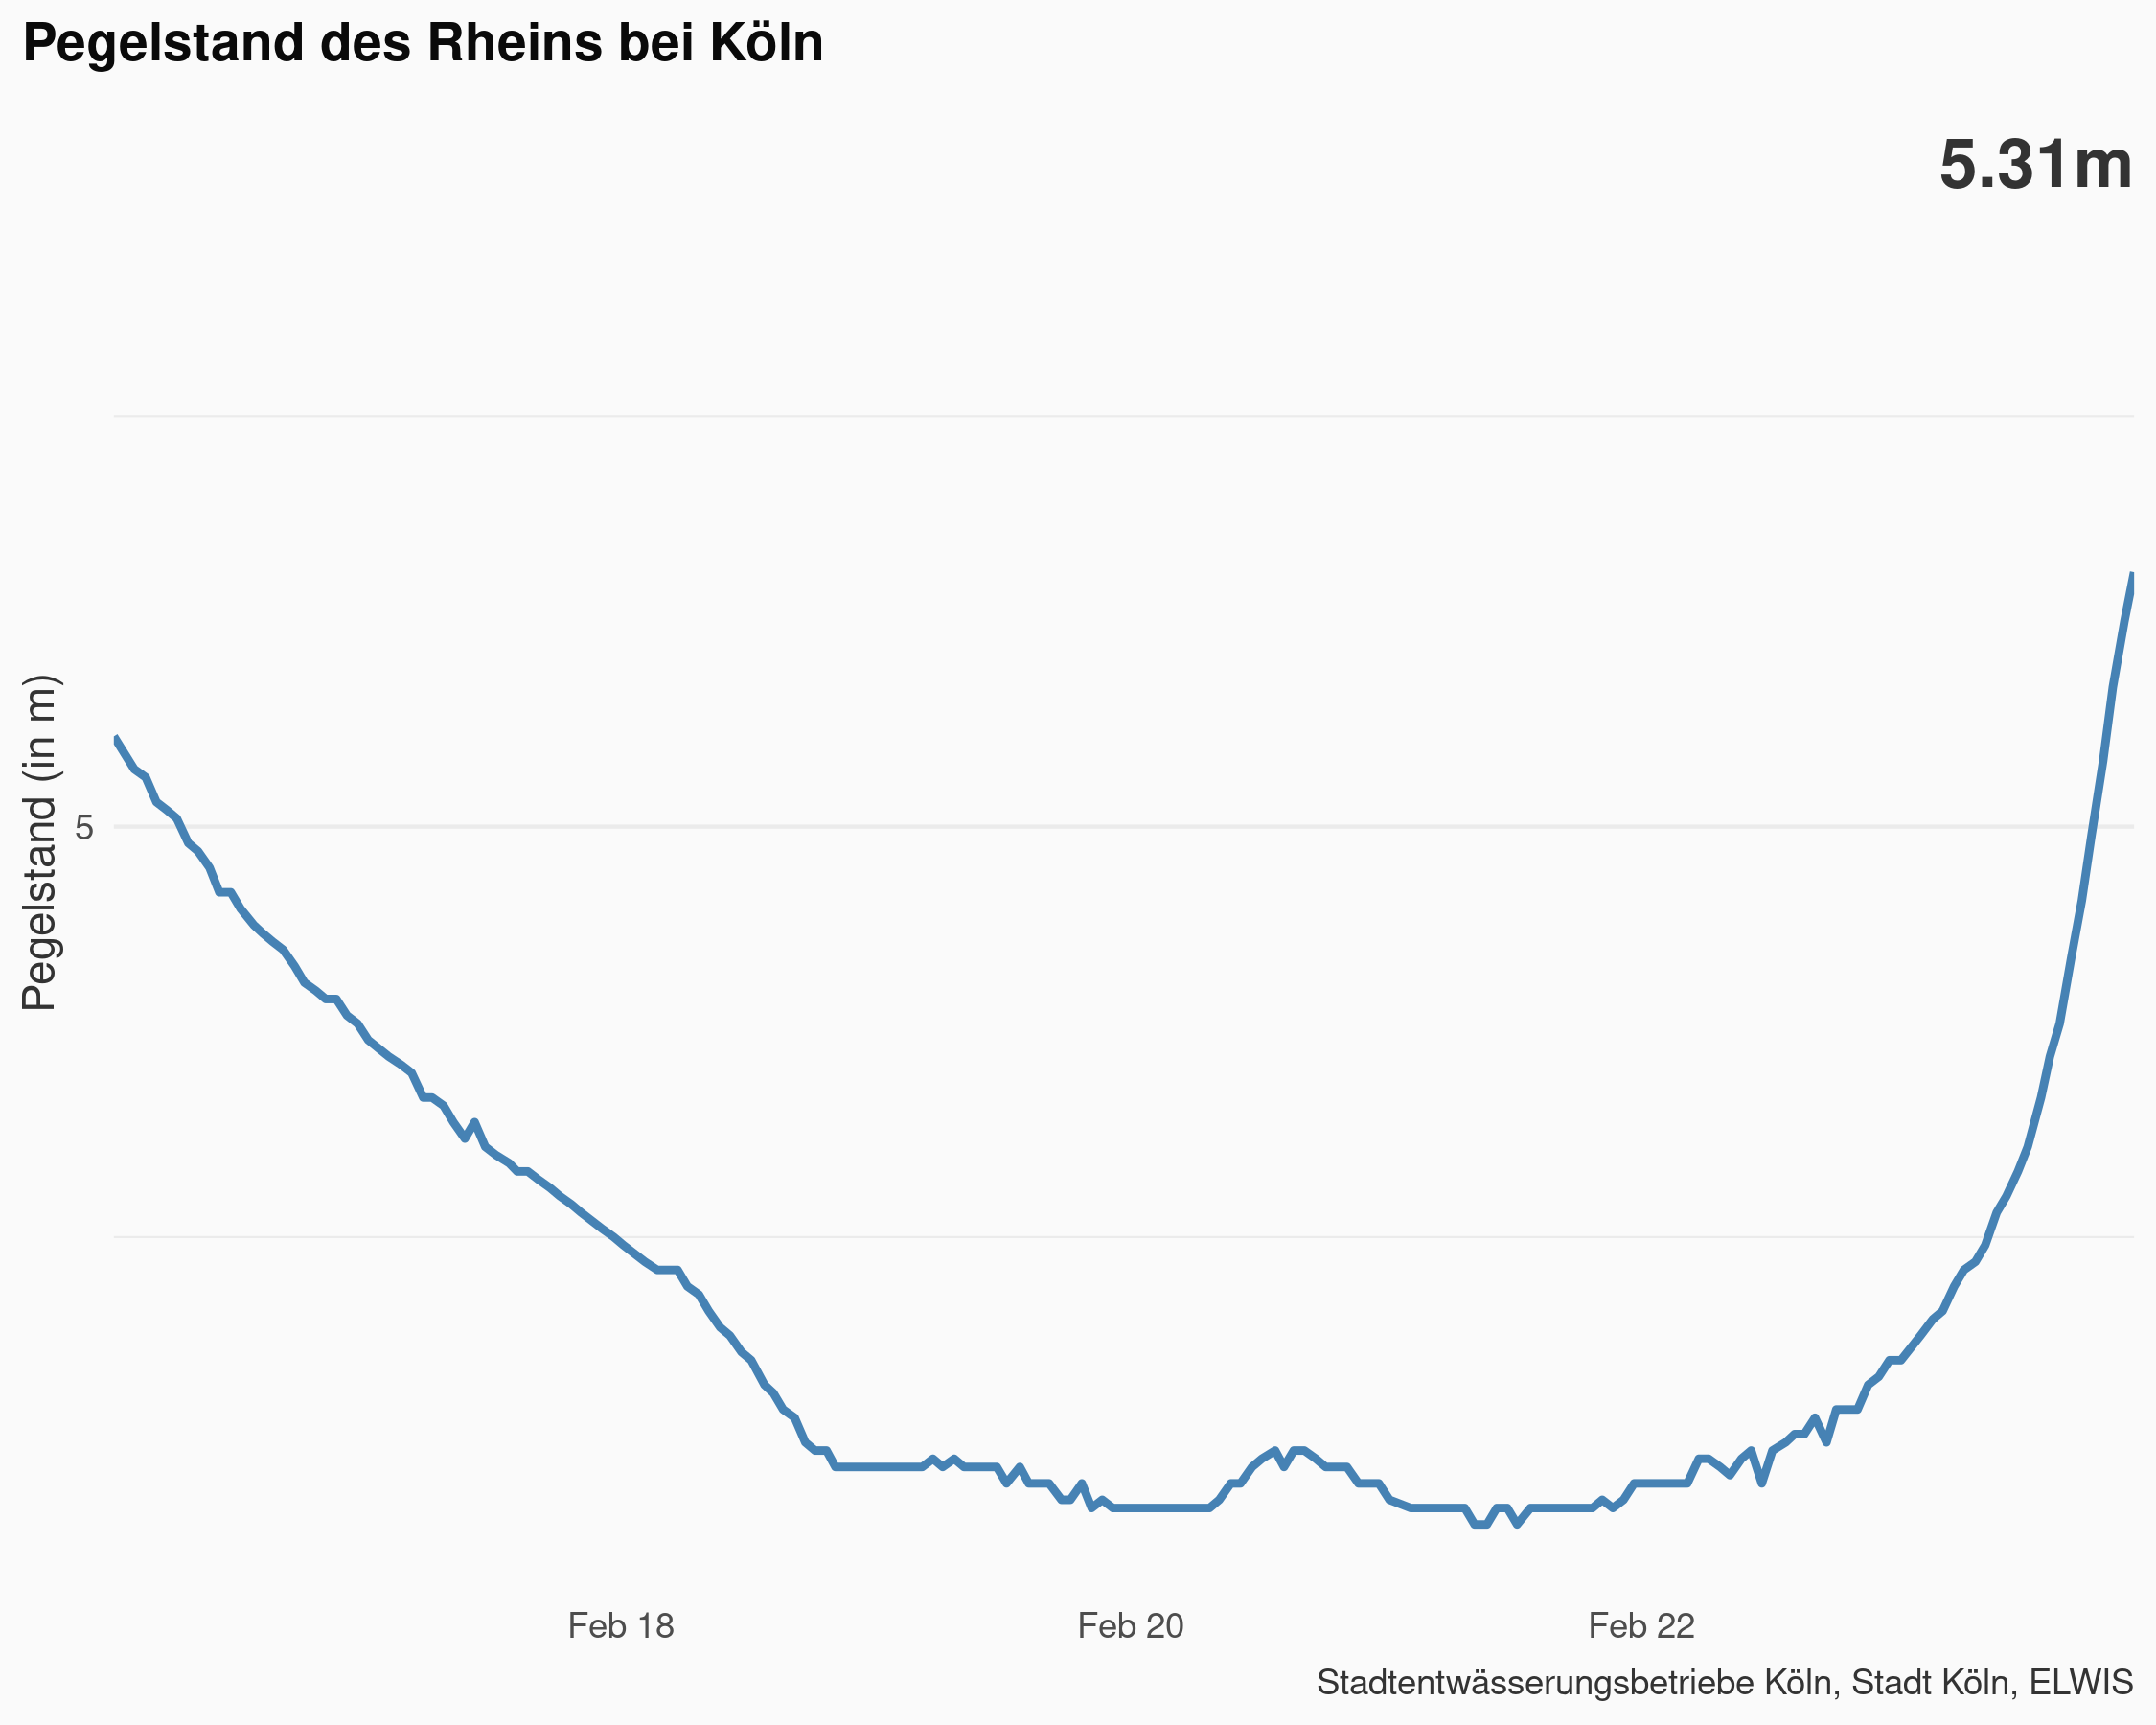 Pegelstand des Rheins bei Köln
5.31m
Pegelstand (in m)
5
Feb 18
Feb 20
Feb 22
Stadtentwässerungsbetriebe Köln, Stadt Köln, ELWIS